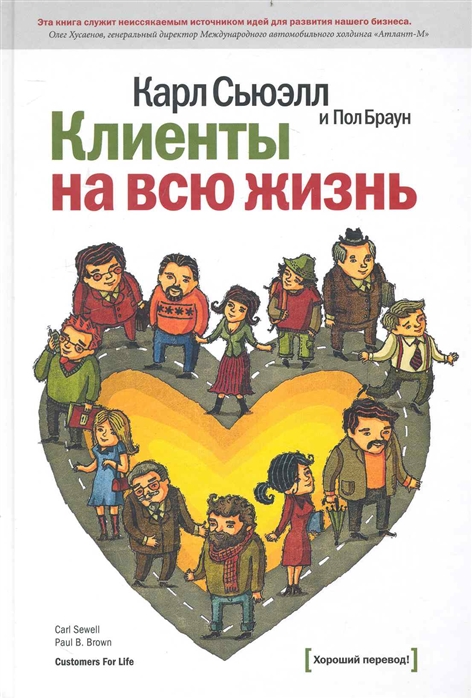 Эта книга служит неиссякаемым источником идей для развития нашего бизнеса.
Олег Хусаенов, генеральный директор Международного автомобильного холдинга «Атлант-М»
Карл Сьюэлл
и Пол Браун
Клиенты
на всю жизнь
Carl Sewell
Paul B. Brown
Customers For Life
[ Хороший перевод! ]